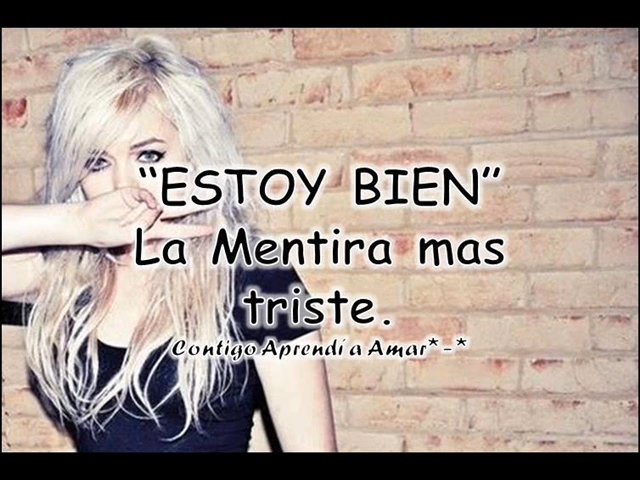 “ESTOY BIEN”
La Mentira mas
triste.
Contigo Aprendí a Amar*-*